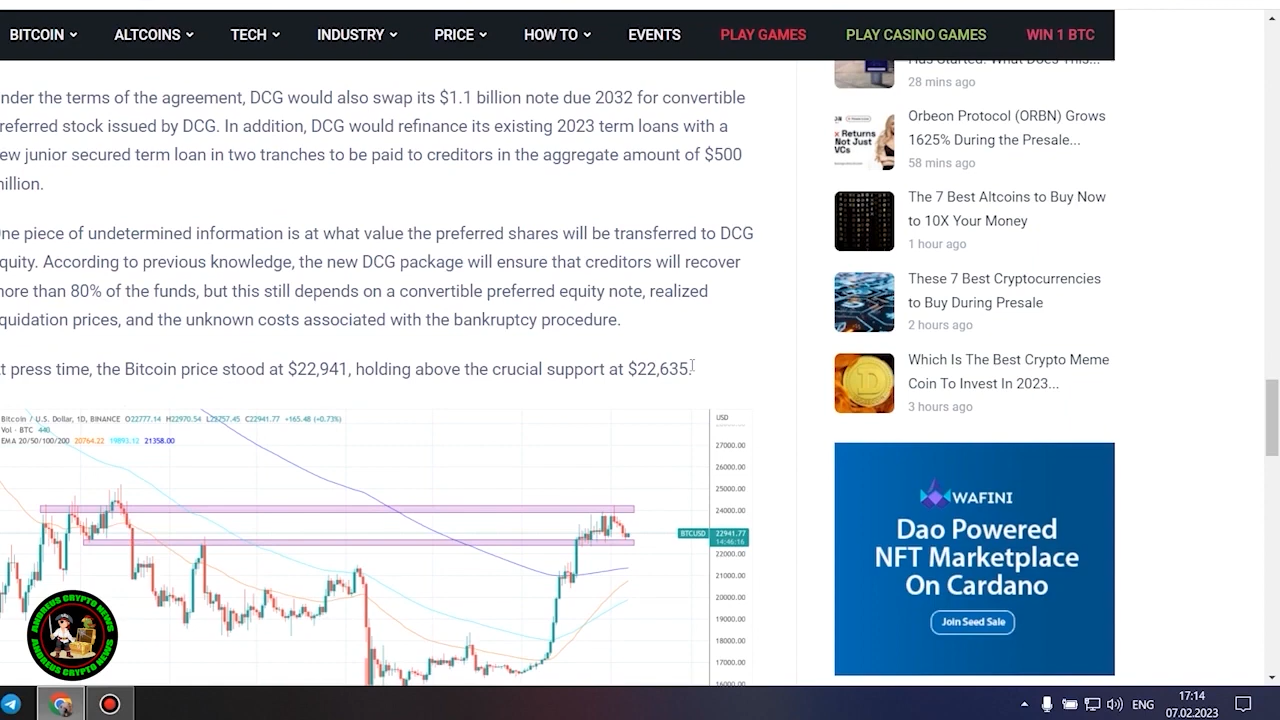 BITCOIN
ALTCOINS
TECH
INDUSTRY
PRICE
HOW TO
EVENTS
PLAY GAMES
PLAY CASINO GAMES
WIN 1 BTC
nder the terms of the agreement, DCG would also swap its $1.1 billion note due 2032 for convertible
referred stock issued by DCG. In addition, DCG would refinance its existing 2023 term loans with a
ew junior secured term loan in two tranches to be paid to creditors in the aggregate amount of $500
illion.
ne piece of undetermined information is at what value the preferred shares will be transferred to DCG
quity. According to previous knowledge, the new DCG package will ensure that creditors will recover
ore than 80% of the but this still depends on a convertible preferred equity note, realized
quidation prices, and the unknown costs associated with the bankruptcy procedure.
t press time, the Bitcoin price stood at $22,941, holding above the crucial support at $22,635.
Bitcoin / U.S. Dollar, 1D, BINANCE O22777.14 H22970.54 L22757.45 C22941.77 +165.48 (+0.73%)
Vol · BTC 440
EMA 20/50/100/200 20764.22 19893.12 21358.00
USD
27000.00
26000.00
25000.00
24000.00
BTCUSD 22941.77
14:46:16
22000.00
21000.00
20000.00
19000.00
18000.00
17000.00
16000.00
Has Started: What Does This...
28 mins ago
Orbeon Protocol (ORBN) Grows
1625% During the Presale...
58 mins ago
Returns
Not Just
VCs
The 7 Best Altcoins to Buy Now
to 10X Your Money
1 hour ago
These 7 Best Cryptocurrencies
to Buy During Presale
2 hours ago
Which Is The Best Crypto Meme
Coin To Invest In 2023...
3 hours ago
WAFINI
Dao Powered
NFT Marketplace
On Cardano
Join Seed Sale
ANDREUS CRYPTO NEWS
ANDREUS CRYPTO NEWS
ENG
17:14
07.02.2023